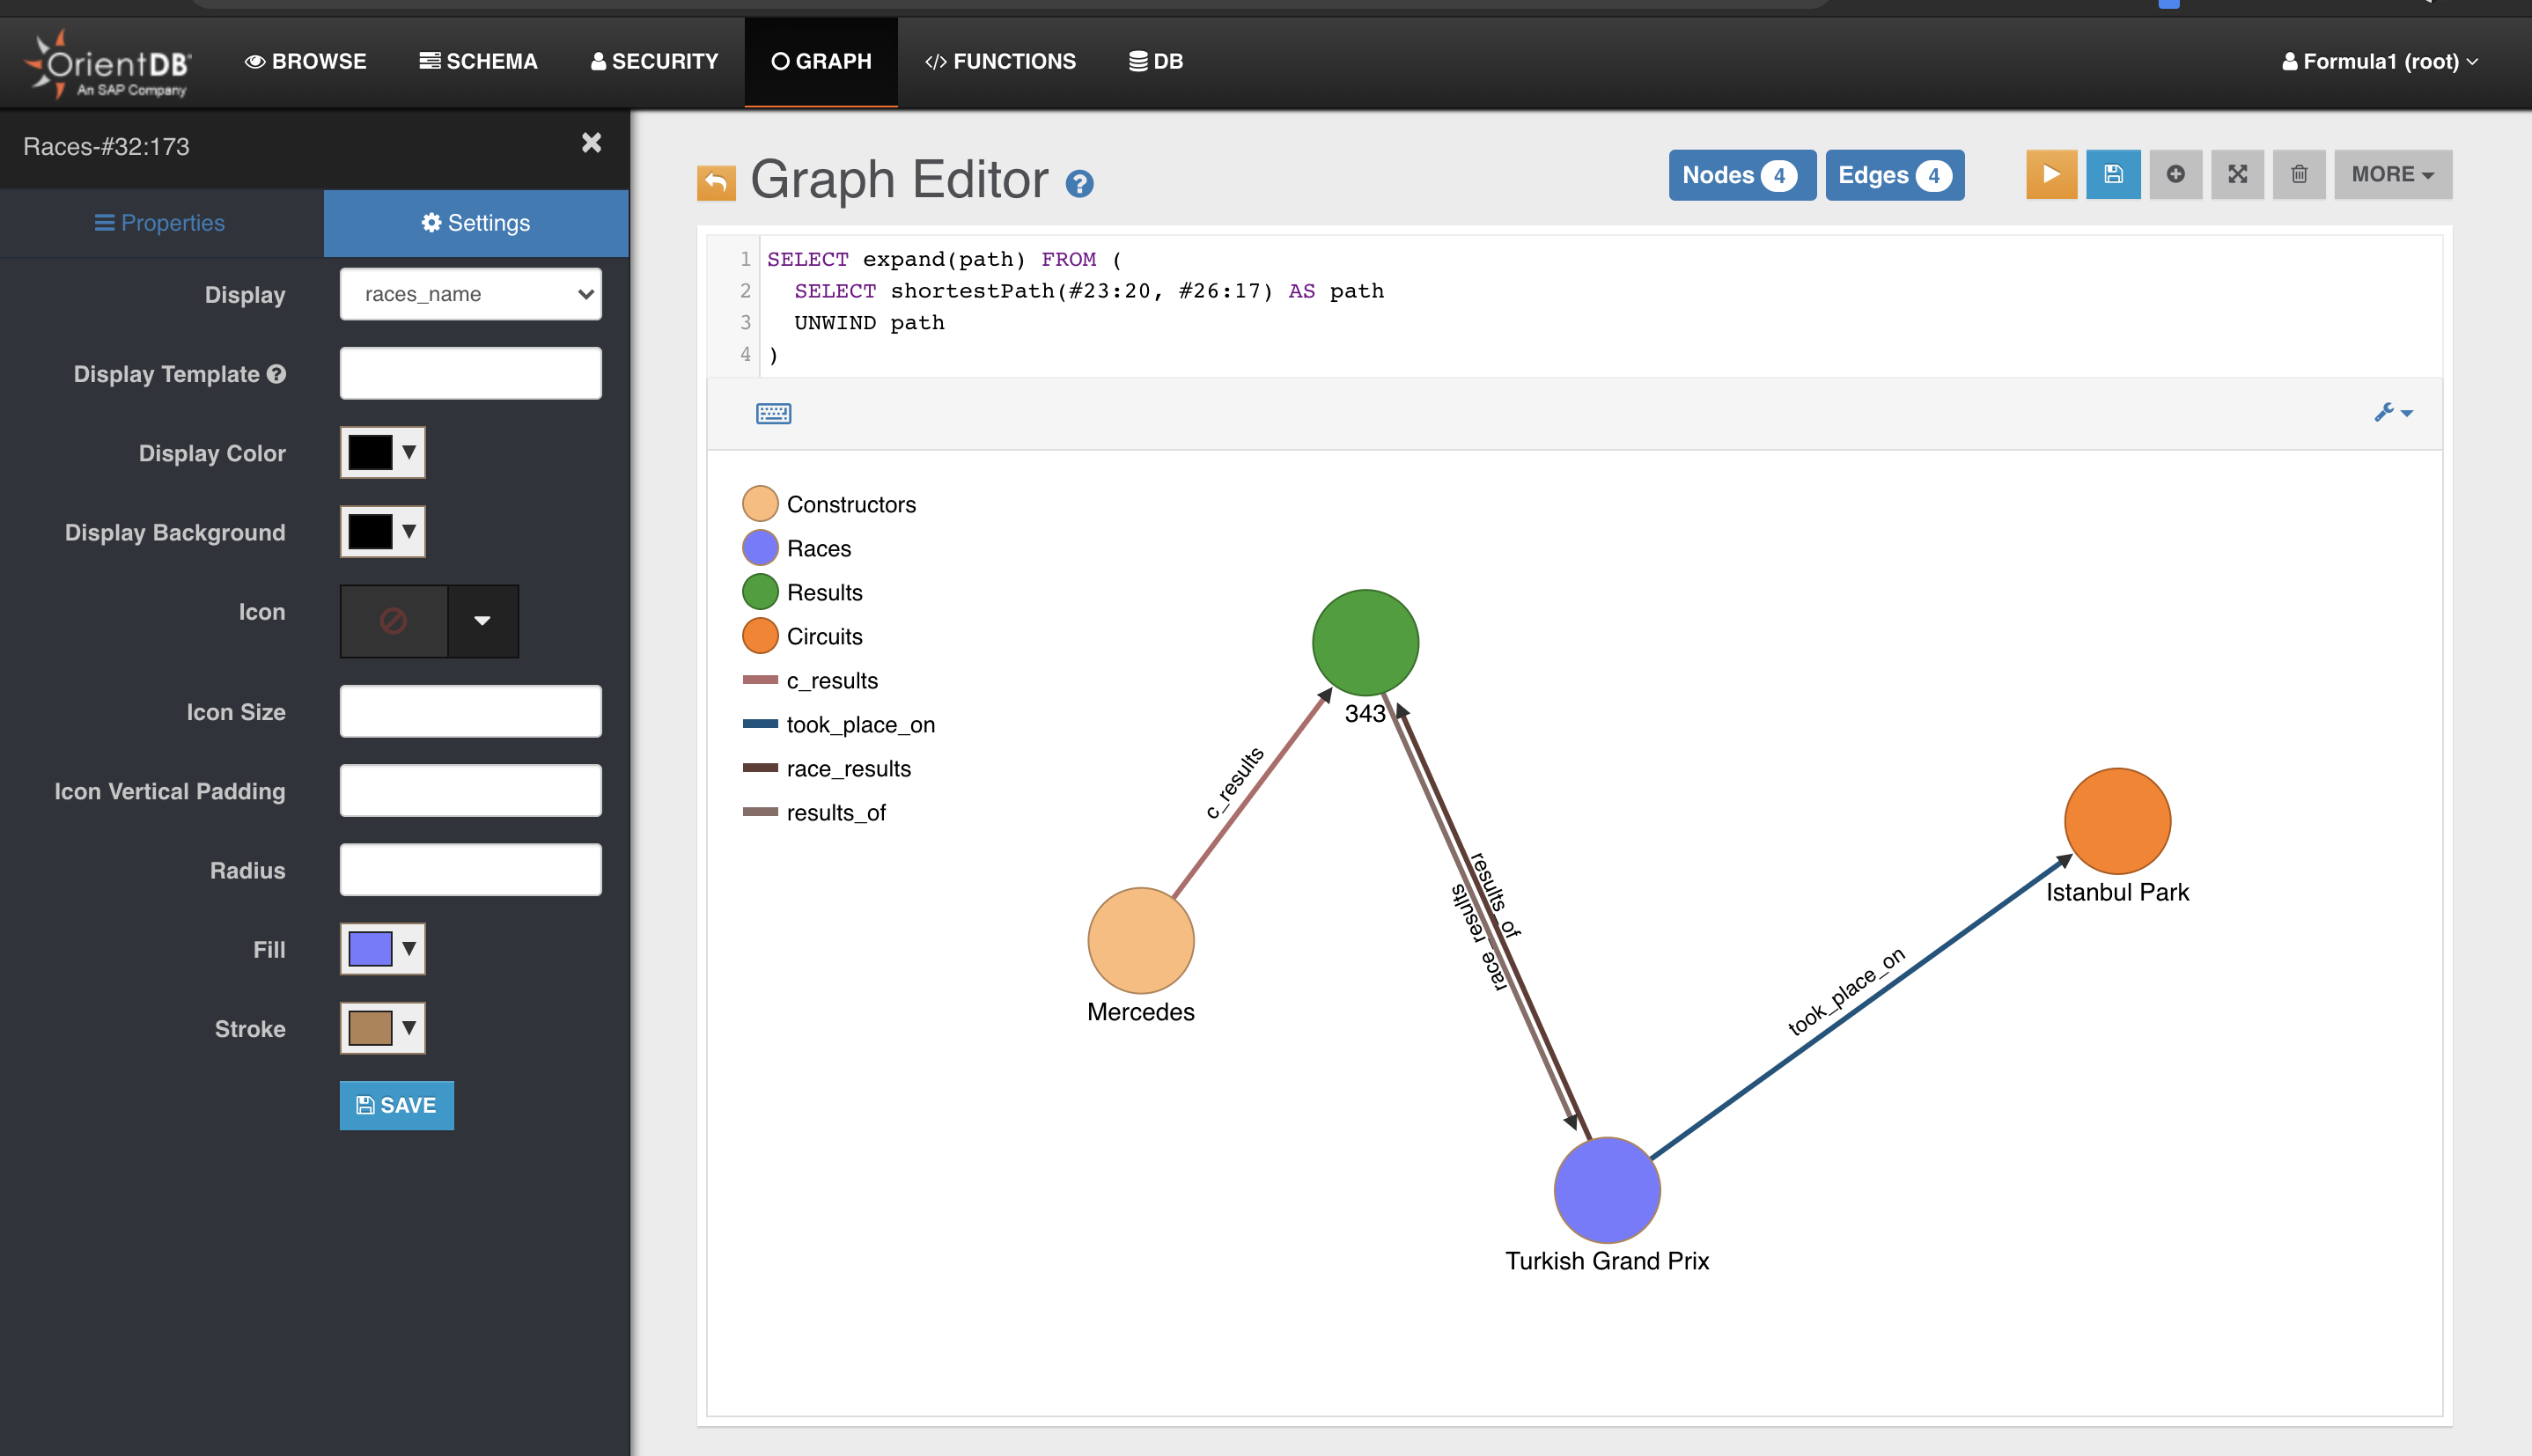 OrientDB
An SAP Company
BROWSE
SCHEMA
SECURITY
GRAPH
FUNCTIONS
DB
Formula1 (root)
Races-#32:173
Properties
Settings
Display
races_name
Display Template
Display Color
Display Background
Icon
Icon Size
Icon Vertical Padding
Radius
Fill
Stroke
SAVE
Graph Editor
Nodes 4
Edges 4
MORE
1 SELECT expand(path) FROM (
2 SELECT shortestPath(#23:20, #26:17) AS path
3 UNWIND path
4 )
Constructors
Races
Results
Circuits
c_results
took_place_on
race_results
results_of
343
c_results
Mercedes
results_of
race_results
Istanbul Park
took_place_on
Turkish Grand Prix